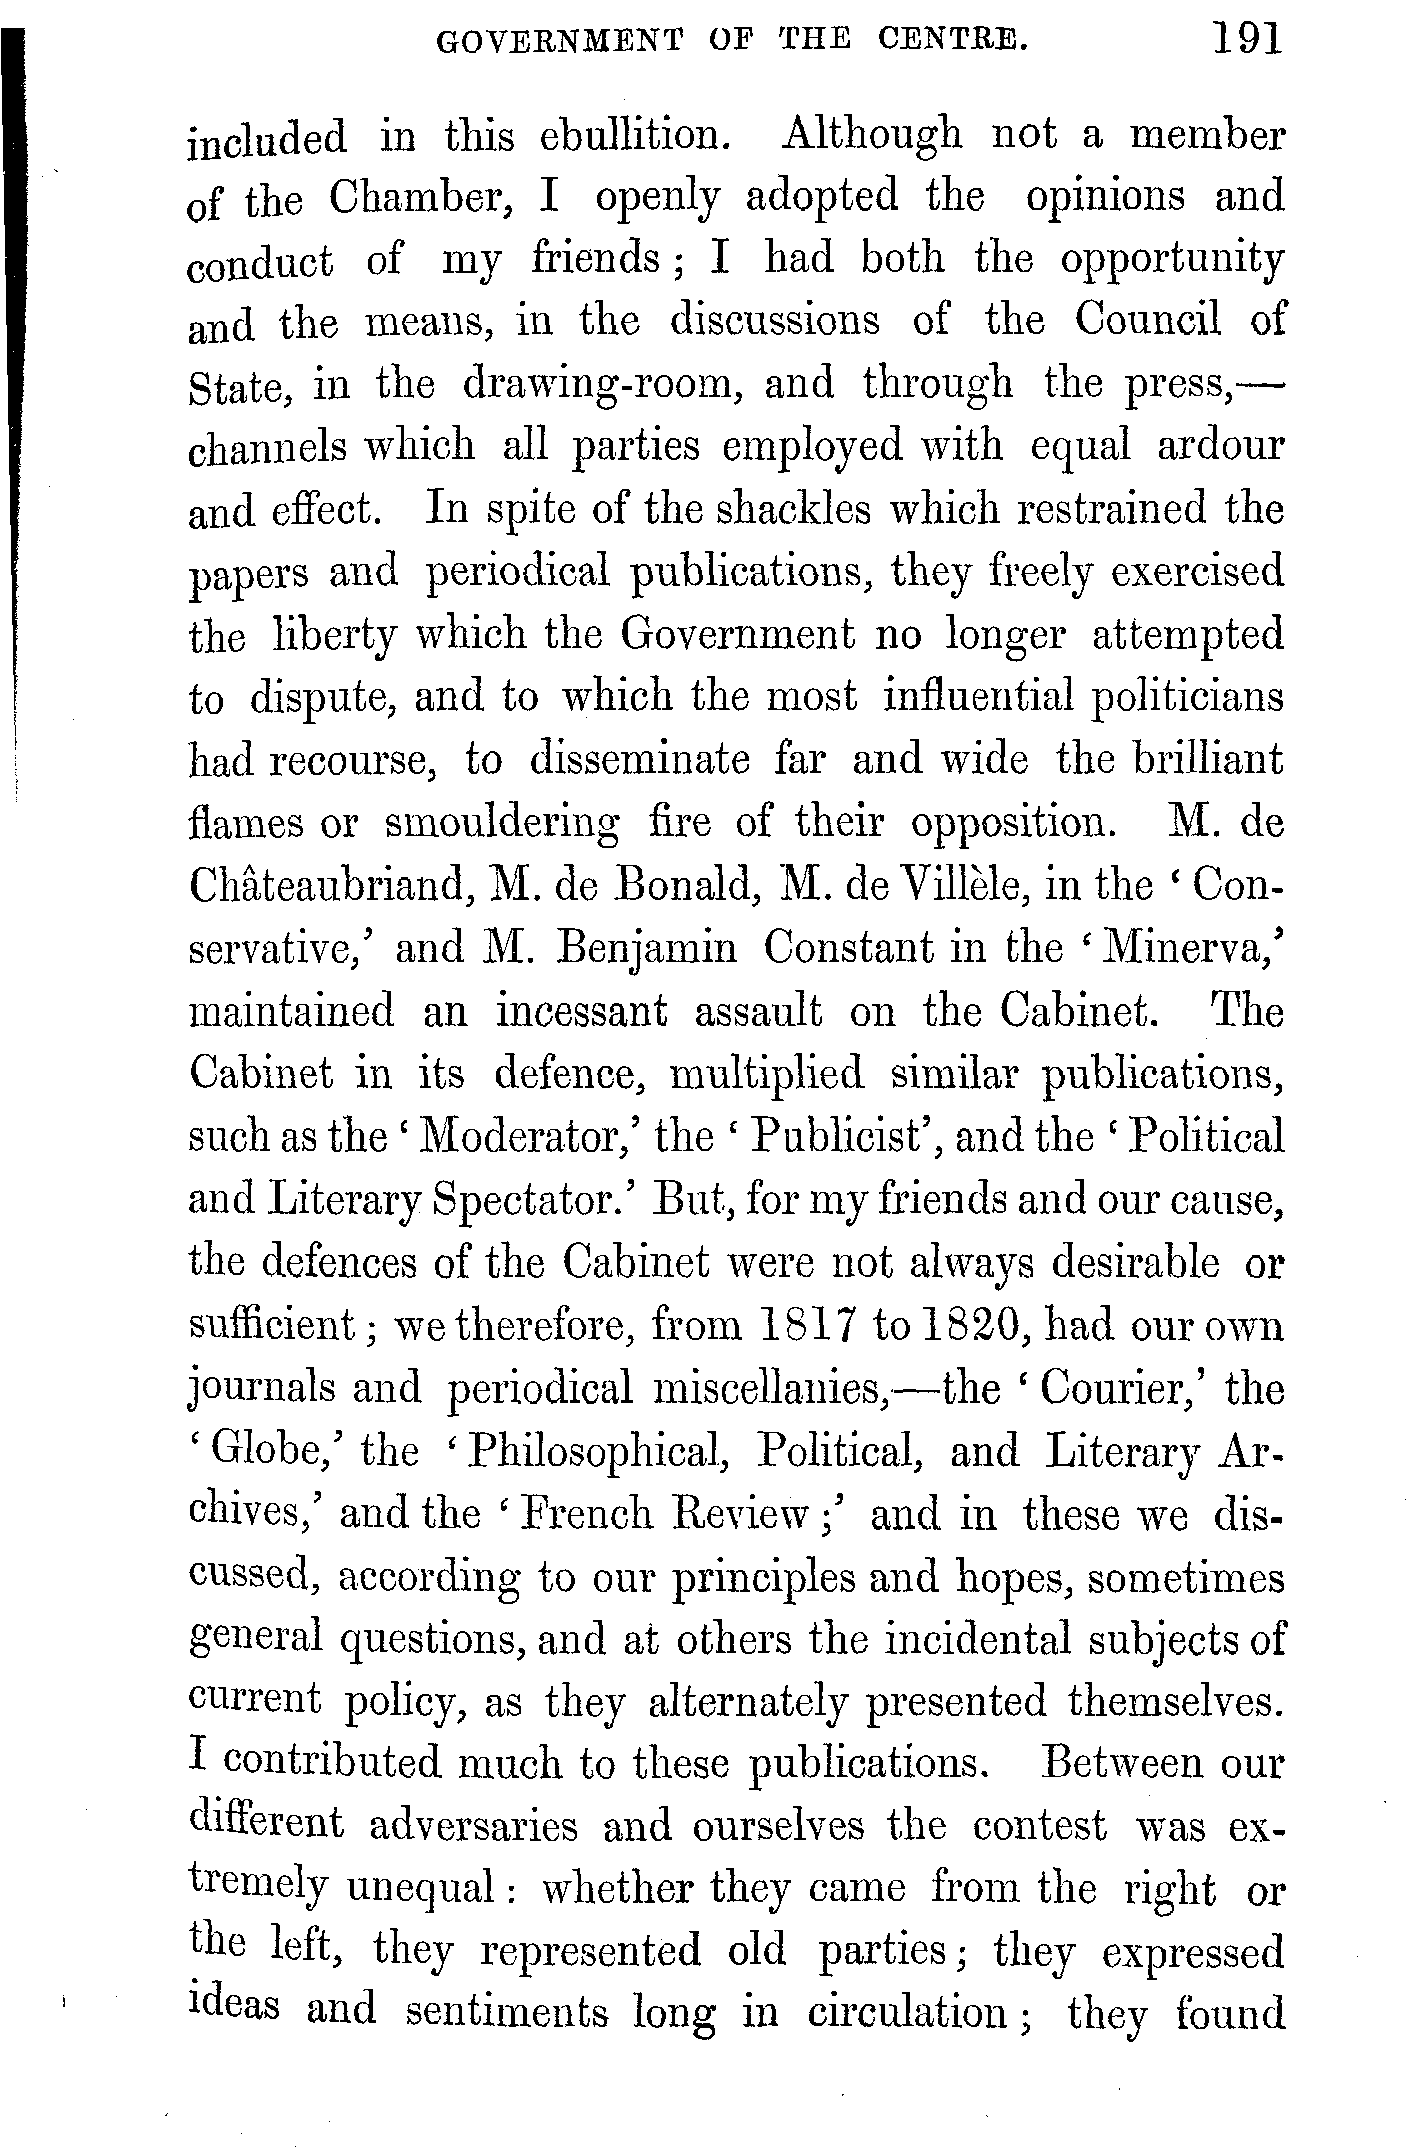 GOVERNMENT OF THE CENTRE. 191
included in this ebullition. Although not a member
of the Chamber, I openly adopted the opinions and
conduct of my friends; I had both the opportunity
and the means, in the discussions of the Council of
State, in the drawing-room, and through the press,—
channels which all parties employed with equal ardour
and effect. In spite of the shackles which restrained the
papers and periodical publications, they freely exercised
the liberty which the Government no longer attempted
to dispute, and to which the most influential politicians
had recourse, to disseminate far and wide the brilliant
flames or smouldering fire of their opposition. M. de
Châteaubriand, M. de Bonald, M. de Villèle, in the ‘Con-
servative,’ and M. Benjamin Constant in the ‘Minerva,’
maintained an incessant assault on the Cabinet. The
Cabinet in its defence, multiplied similar publications,
such as the ‘Moderator,’ the ‘Publicist’, and the ‘Political
and Literary Spectator.’ But, for my friends and our cause,
the defences of the Cabinet were not always desirable or
sufficient; we therefore, from 1817 to 1820, had our own
journals and periodical miscellanies,—the ‘Courier,’ the
‘Globe,’ the ‘Philosophical, Political, and Literary Ar-
chives,’ and the ‘French Review;’ and in these we dis-
cussed, according to our principles and hopes, sometimes
general questions, and at others the incidental subjects of
current policy, as they alternately presented themselves.
I contributed much to these publications. Between our
different adversaries and ourselves the contest was ex-
tremely unequal: whether they came from the right or
the left, they represented old parties; they expressed
ideas and sentiments long in circulation; they found